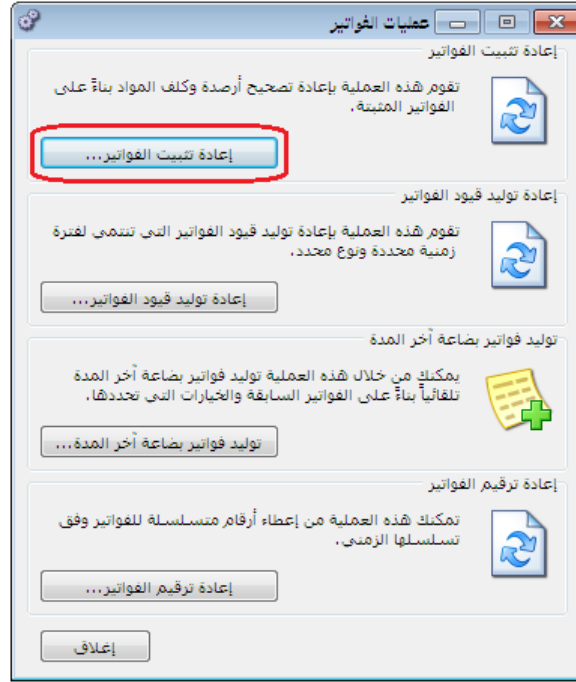 عمليات الفواتير
إعادة تثبيت الفواتير
تقوم هذه العملية بإعادة تصحيح أرصدة وكلف المواد بناءً على
الفواتير المثبتة.
إعادة تثبيت الفواتير...
إعادة توليد قيود الفواتير
تقوم هذه العملية بإعادة توليد قيود الفواتير التي تنتمي لفترة
زمنية محددة ونوع محدد.
إعادة توليد قيود الفواتير...
توليد فواتير بضاعة آخر المدة
يمكنك من خلال هذه العملية توليد فواتير بضاعة آخر المدة
تلقائياً بناءً على الفواتير السابقة والخيارات التي تحددها.
توليد فواتير بضاعة آخر المدة...
إعادة ترقيم الفواتير
تمكنك هذه العملية من إعطاء أرقام متسلسلة للفواتير وفق
تسلسلها الزمني.
إعادة ترقيم الفواتير...
إغلاق